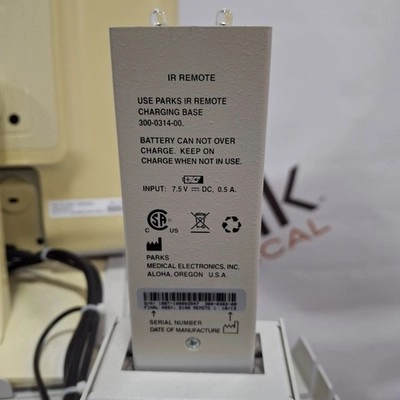 IR REMOTE
USE PARKS IR REMOTE
CHARGING BASE
300-0314-00.
BATTERY CAN NOT OVER
CHARGE. KEEP ON
CHARGE WHEN NOT IN USE.
INPUT: 7.5 V DC, 0.5 A.
C US
PARKS
MEDICAL ELECTRONICS, INC.
ALOHA, OREGON U.S.A.
SERIAL NUMBER
DATE OF MANUFACTURE